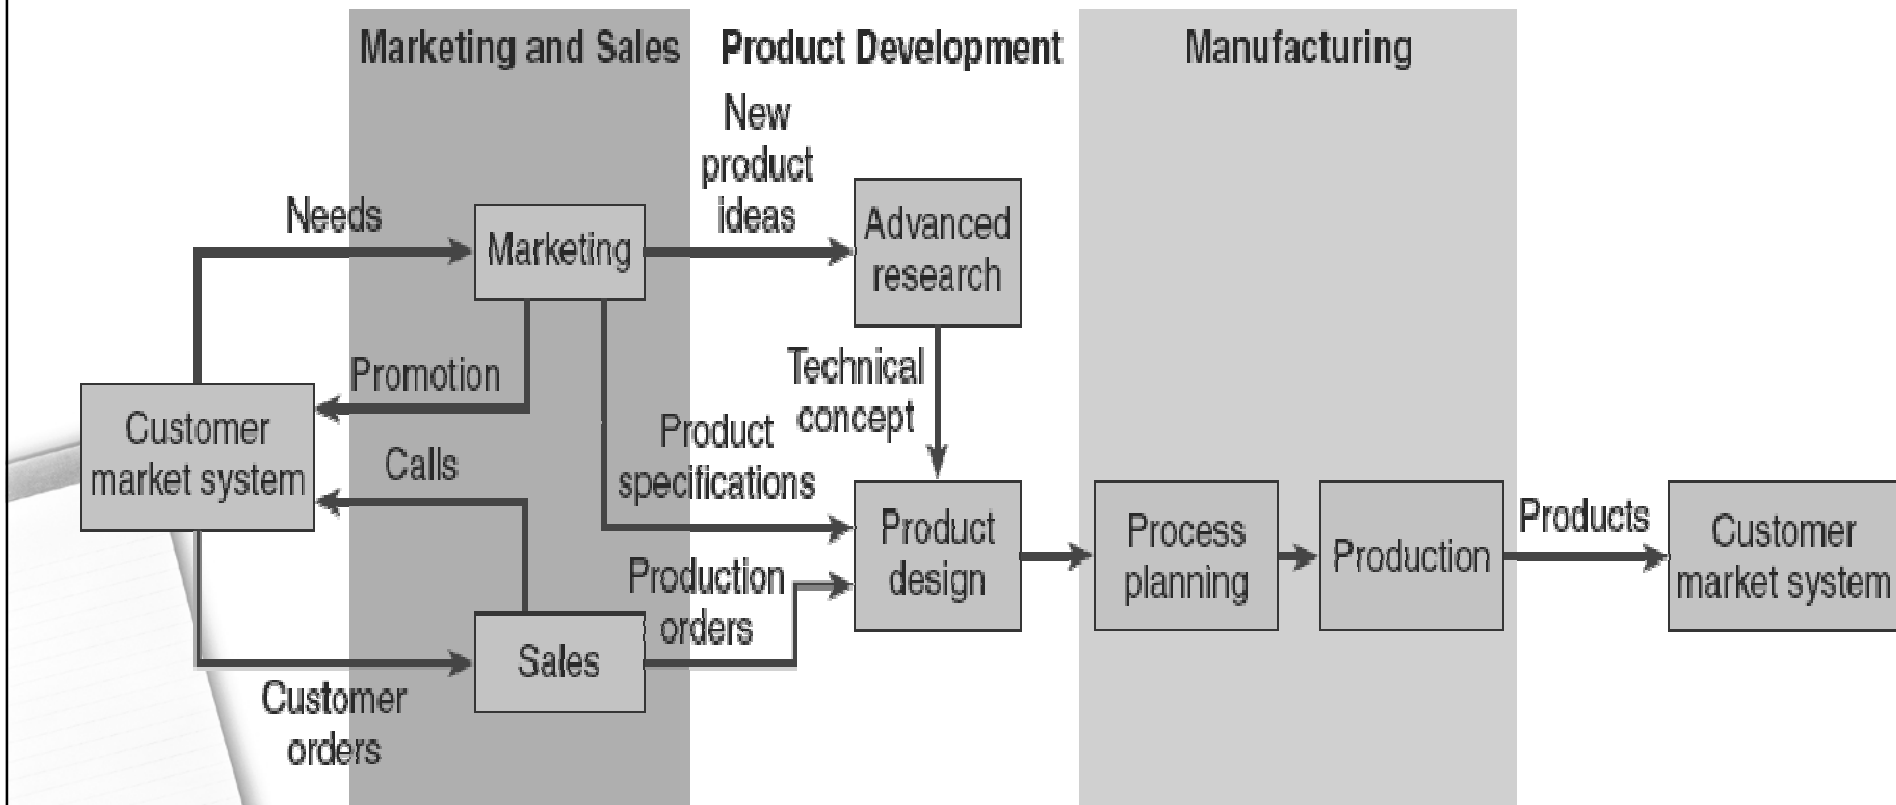 Marketing and Sales
Product Development
Manufacturing
New
product
ideas
Needs
Marketing
Advanced
research
Promotion
Technical
concept
Customer
market system
Calls
Product
specifications
Product
design
Process
planning
Production
Products
Customer
market system
Production
orders
Sales
Customer
orders